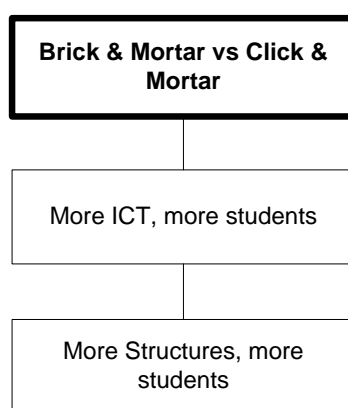 Brick & Mortar vs Click &
Mortar
More ICT, more students
More Structures, more
students